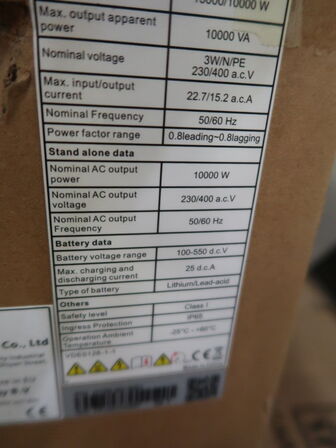 15000/10000 W
Max. output apparent power 10000 VA
Nominal voltage 3W/N/PE 230/400 a.c.V
Max. input/output current 22.7/15.2 a.c.A
Nominal Frequency 50/60 Hz
Power factor range 0.8leading~0.8lagging
Stand alone data
Nominal AC output power 10000 W
Nominal AC output voltage 230/400 a.c.V
Nominal AC output Frequency 50/60 Hz
Battery data
Battery voltage range 100-550 d.c.V
Max. charging and discharging current 25 d.c.A
Type of battery Lithium/Lead-acid
Others
Safety level Class I
Ingress Protection IP65
Operation Ambient Temperature -25°C ~+60°C
Co., Ltd
Industrial
CE